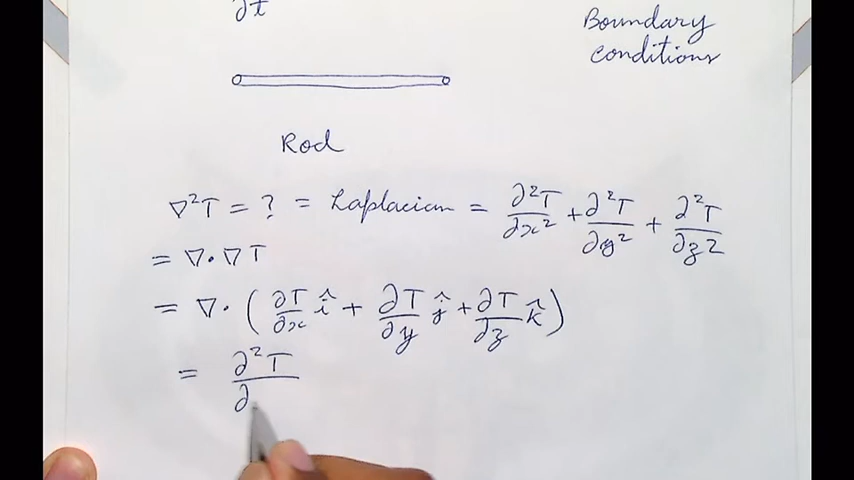 ∂t
Boundary
conditions
Rod
∇²T = ? = Laplacian = ∂²T/∂x² + ∂²T/∂y² + ∂²T/∂z²
= ∇·∇T
= ∇·(∂T/∂x î + ∂T/∂y ĵ + ∂T/∂z k̂)
= ∂²T/∂